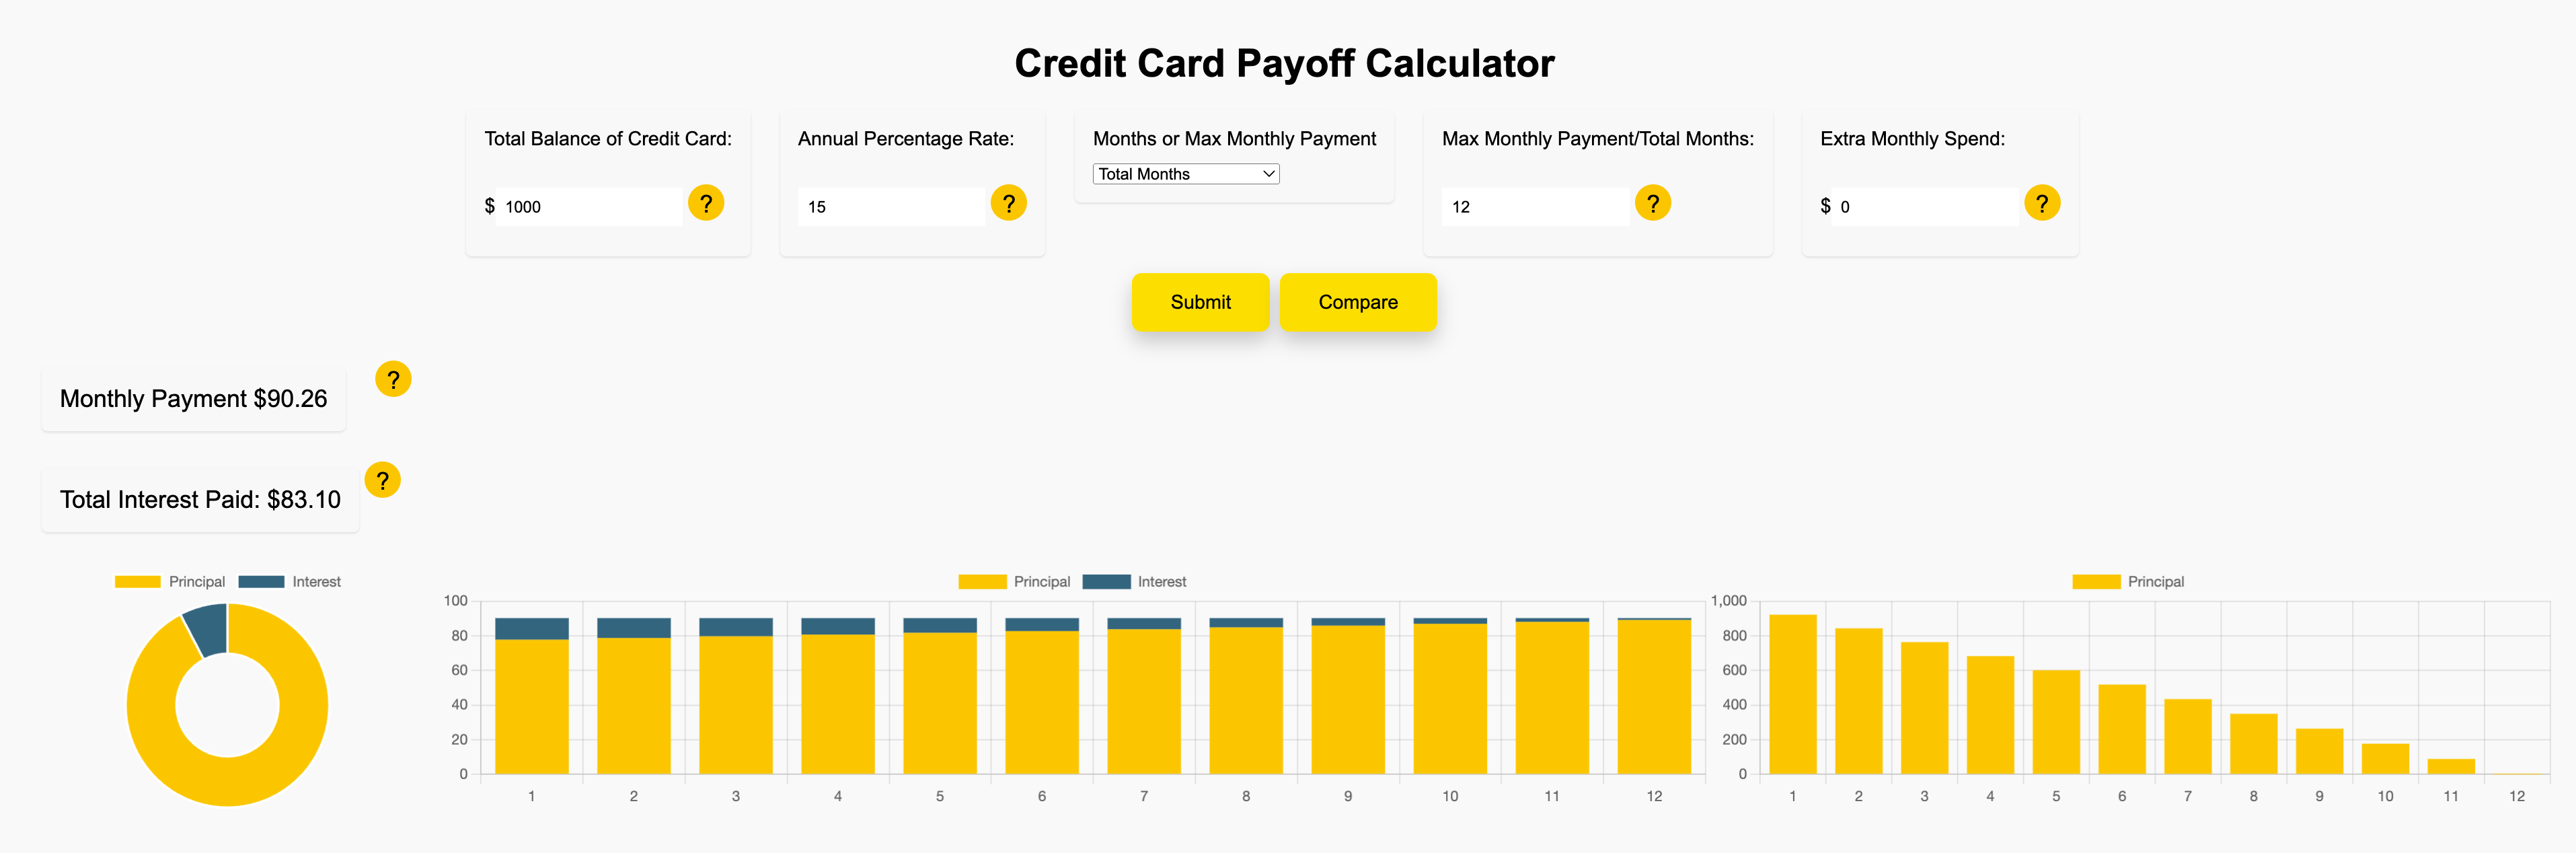 Credit Card Payoff Calculator
Total Balance of Credit Card:
$ 1000 ?
Annual Percentage Rate:
15 ?
Months or Max Monthly Payment
Total Months
Max Monthly Payment/Total Months:
12 ?
Extra Monthly Spend:
$ 0 ?
Submit
Compare
Monthly Payment $90.26 ?
Total Interest Paid: $83.10 ?
Principal Interest
Principal Interest
100
80
60
40
20
0
1 2 3 4 5 6 7 8 9 10 11 12
Principal
1,000
800
600
400
200
0
1 2 3 4 5 6 7 8 9 10 11 12